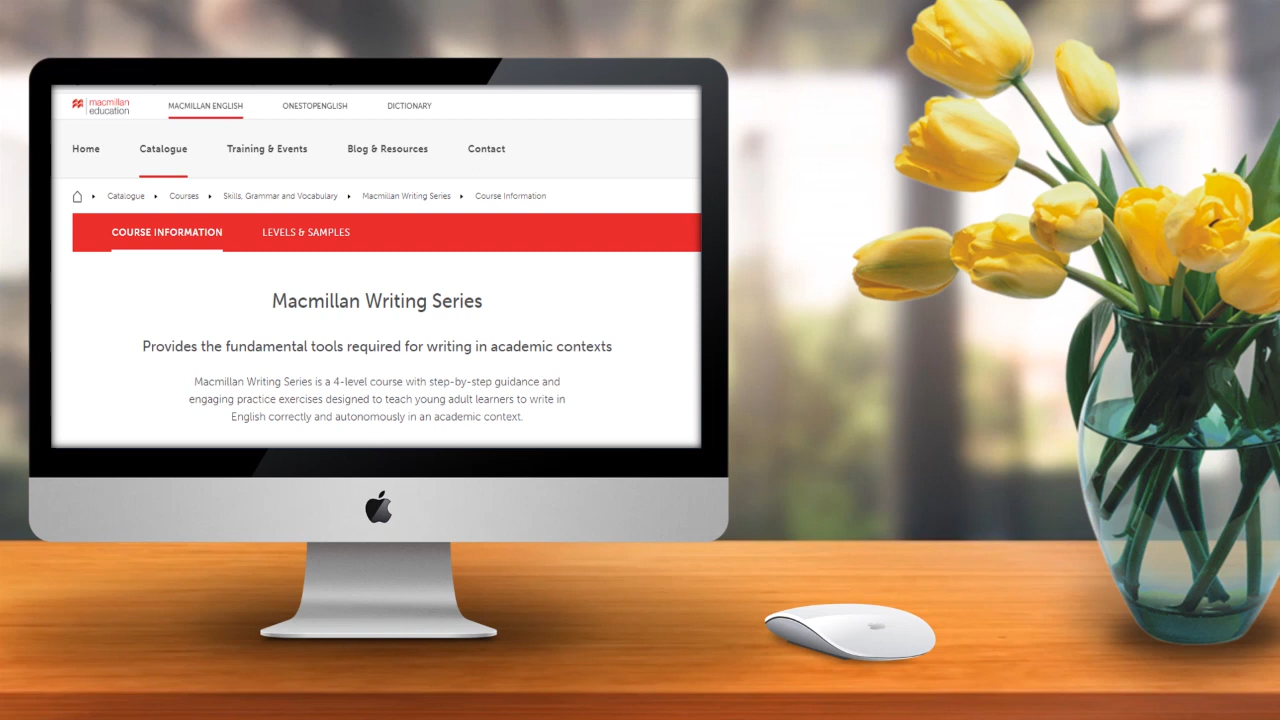 macmillan
education
MACMILLAN ENGLISH
ONESTOPENGLISH
DICTIONARY
Home
Catalogue
Training & Events
Blog & Resources
Contact
Catalogue
Courses
Skills, Grammar and Vocabulary
Macmillan Writing Series
Course Information
COURSE INFORMATION
LEVELS & SAMPLES
Macmillan Writing Series
Provides the fundamental tools required for writing in academic contexts
Macmillan Writing Series is a 4-level course with step-by-step guidance and
engaging practice exercises designed to teach young adult learners to write in
English correctly and autonomously in an academic context.